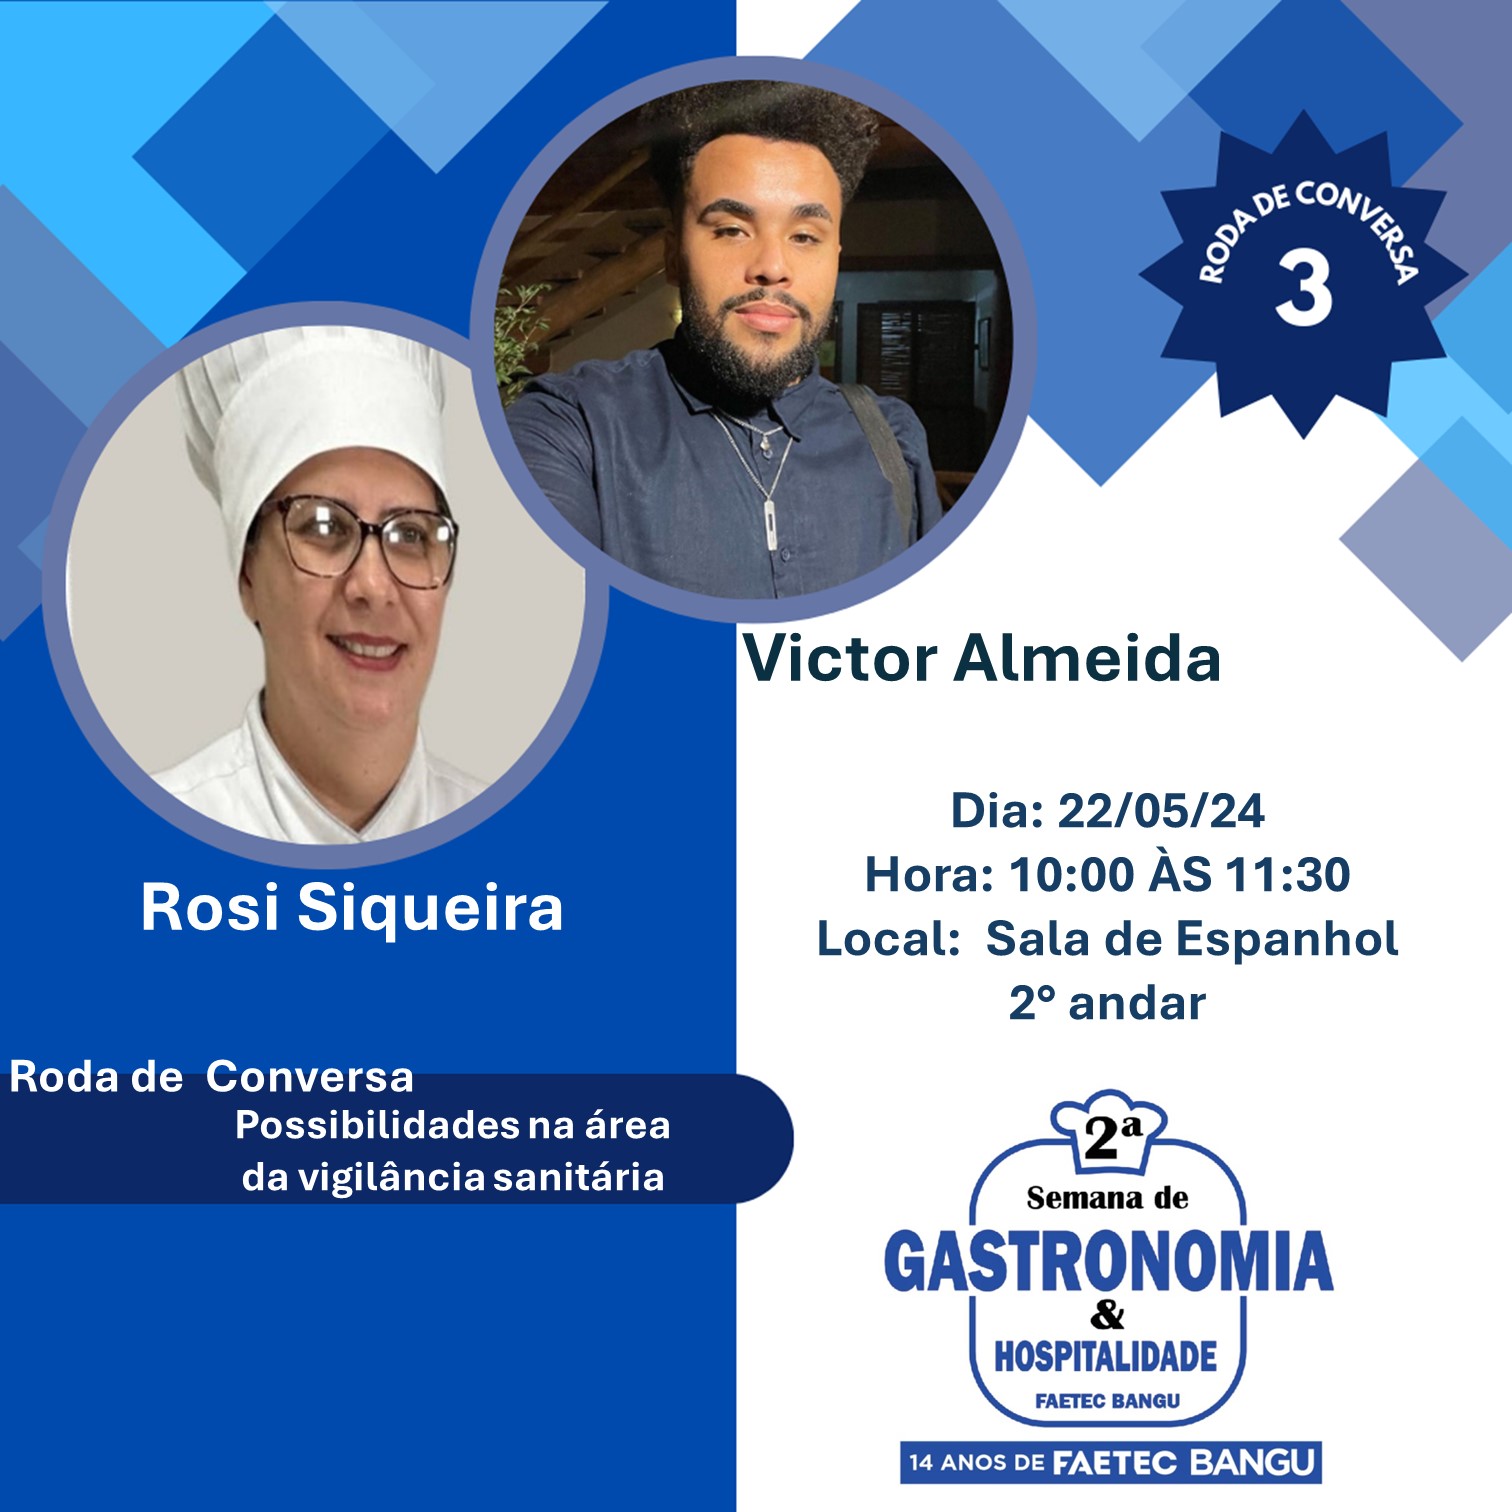 RODA DE CONVERSA
3
Victor Almeida
Rosi Siqueira
Dia: 22/05/24
Hora: 10:00 ÀS 11:30
Local: Sala de Espanhol
2° andar
Roda de Conversa
Possibilidades na área
da vigilância sanitária
2ª
Semana de
GASTRONOMIA
&
HOSPITALIDADE
FAETEC BANGU
14 ANOS DE FAETEC BANGU